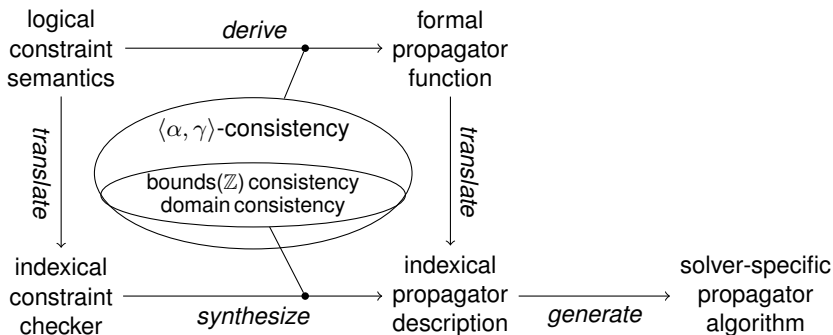 logical
constraint
semantics
derive
formal
propagator
function
translate
⟨α, γ⟩-consistency
bounds(ℤ) consistency
domain consistency
translate
indexical
constraint
checker
synthesize
indexical
propagator
description
generate
solver-specific
propagator
algorithm